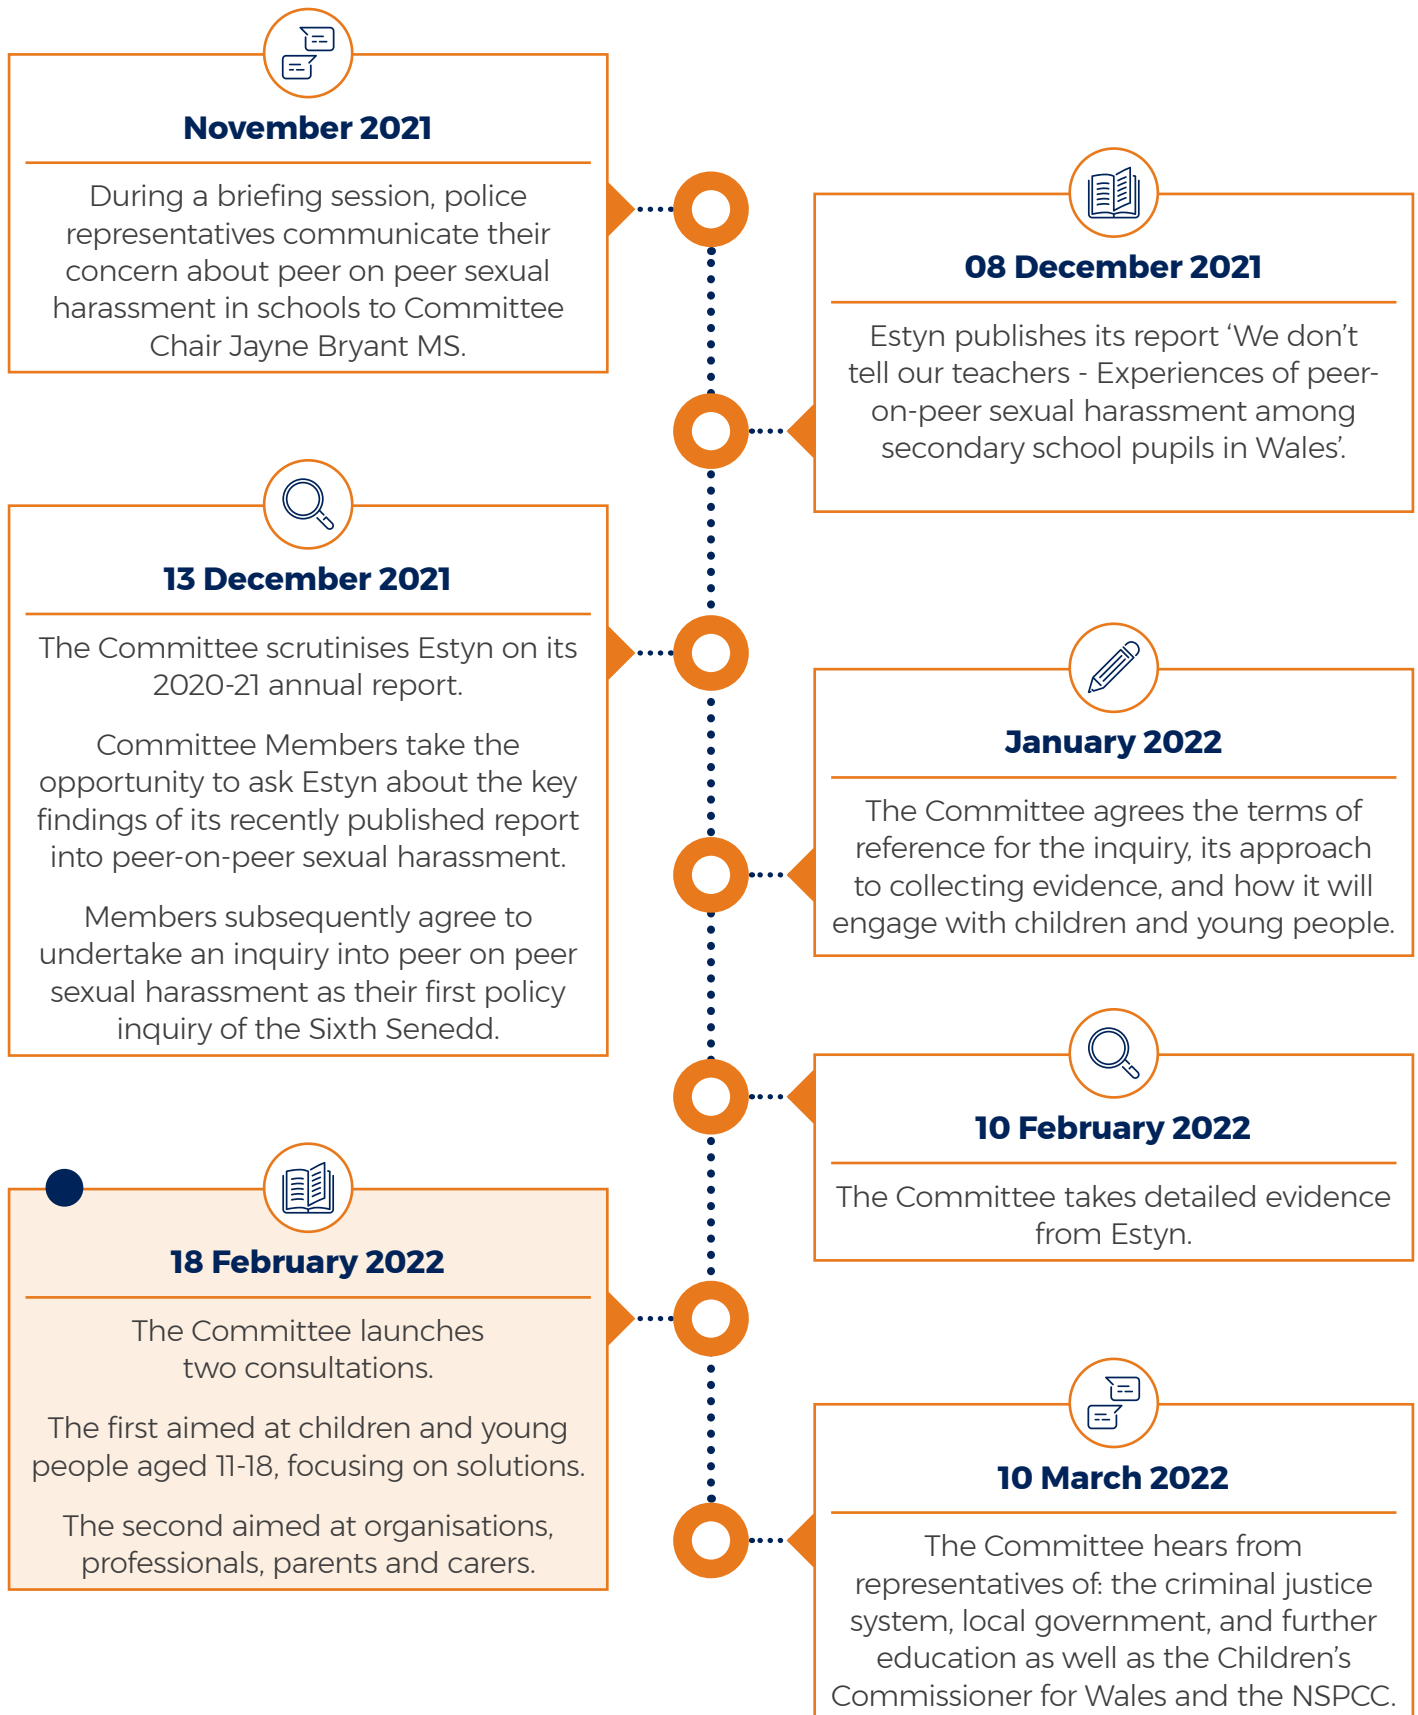 November 2021
During a briefing session, police
representatives communicate their
concern about peer on peer sexual
harassment in schools to Committee
Chair Jayne Bryant MS.
08 December 2021
Estyn publishes its report ‘We don’t
tell our teachers - Experiences of peer-
on-peer sexual harassment among
secondary school pupils in Wales’.
13 December 2021
The Committee scrutinises Estyn on its
2020-21 annual report.
Committee Members take the
opportunity to ask Estyn about the key
findings of its recently published report
into peer-on-peer sexual harassment.
Members subsequently agree to
undertake an inquiry into peer on peer
sexual harassment as their first policy
inquiry of the Sixth Senedd.
January 2022
The Committee agrees the terms of
reference for the inquiry, its approach
to collecting evidence, and how it will
engage with children and young people.
10 February 2022
The Committee takes detailed evidence
from Estyn.
18 February 2022
The Committee launches
two consultations.
The first aimed at children and young
people aged 11-18, focusing on solutions.
The second aimed at organisations,
professionals, parents and carers.
10 March 2022
The Committee hears from
representatives of: the criminal justice
system, local government, and further
education as well as the Children’s
Commissioner for Wales and the NSPCC.